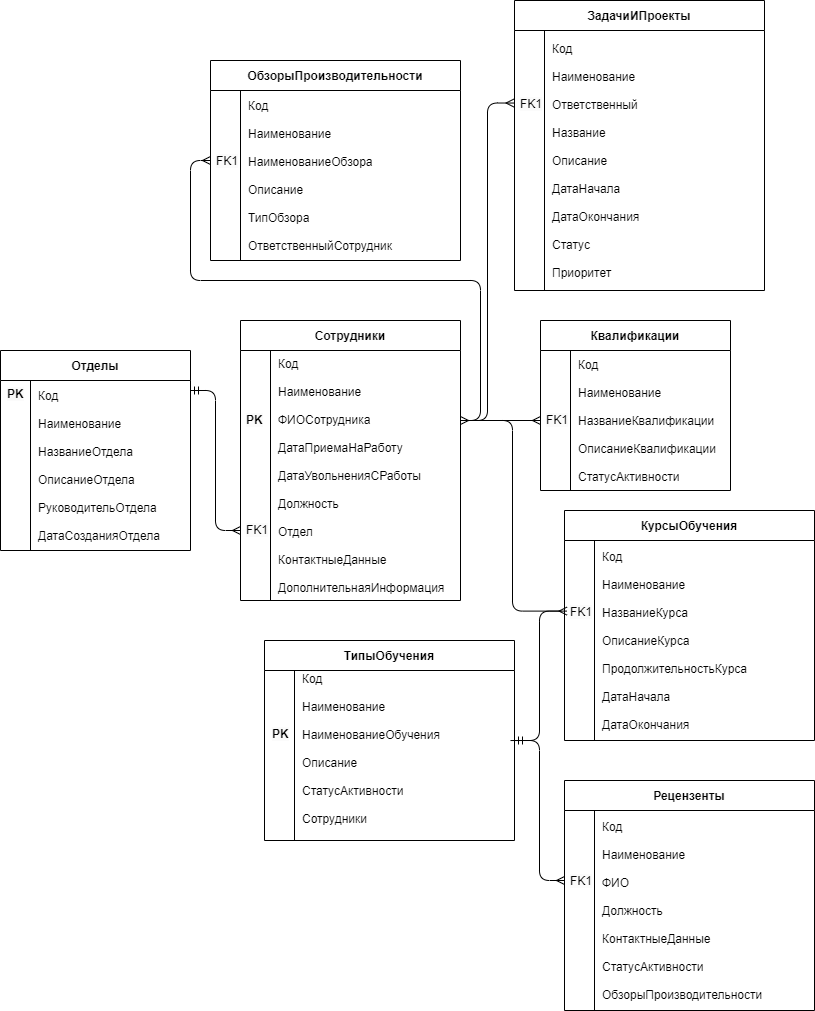 ЗадачиИПроекты
Код
Наименование
FK1 Ответственный
Название
Описание
ДатаНачала
ДатаОкончания
Статус
Приоритет
ОбзорыПроизводительности
Код
Наименование
FK1 НаименованиеОбзора
Описание
ТипОбзора
ОтветственныйСотрудник
Отделы
PK Код
Наименование
НазваниеОтдела
ОписаниеОтдела
РуководительОтдела
ДатаСозданияОтдела
Сотрудники
Код
Наименование
PK ФИОСотрудника
ДатаПриемаНаРаботу
ДатаУвольненияСРаботы
Должность
FK1 Отдел
КонтактныеДанные
ДополнительнаяИнформация
Квалификации
Код
Наименование
FK1 НазваниеКвалификации
ОписаниеКвалификации
СтатусАктивности
КурсыОбучения
Код
Наименование
FK1 НазваниеКурса
ОписаниеКурса
ПродолжительностьКурса
ДатаНачала
ДатаОкончания
ТипыОбучения
Код
Наименование
PK НаименованиеОбучения
Описание
СтатусАктивности
Сотрудники
Рецензенты
Код
Наименование
FK1 ФИО
Должность
КонтактныеДанные
СтатусАктивности
ОбзорыПроизводительности